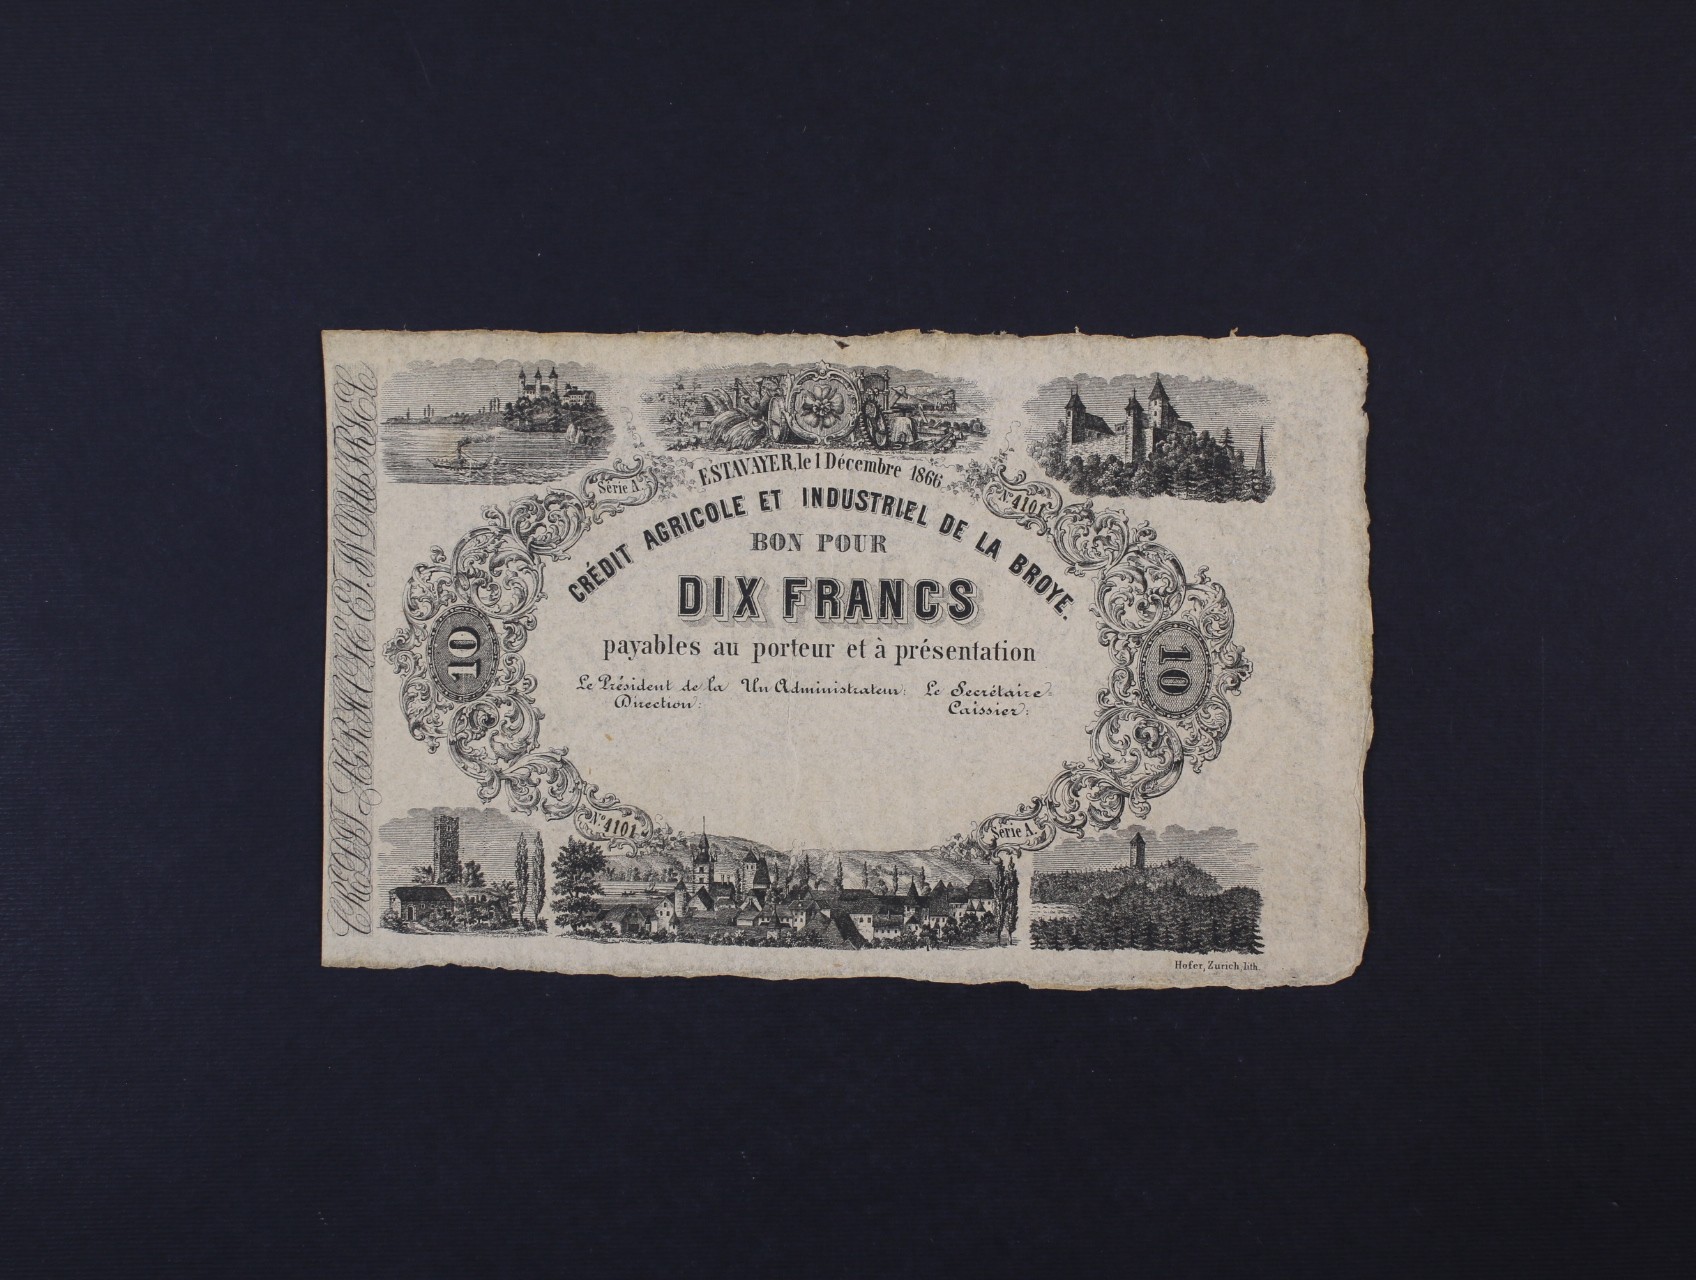 ESTAVAYER, le 1 Décembre 1866
Série A.
Nº 4101
CRÉDIT AGRICOLE ET INDUSTRIEL DE LA BROYE.
BON POUR
DIX FRANCS
payables au porteur et à présentation
Le Président de la Direction:
Un Administrateur:
Le Secrétaire Caissier:
10
10
Nº 4101
Série A.
Hofer, Zurich, lith.